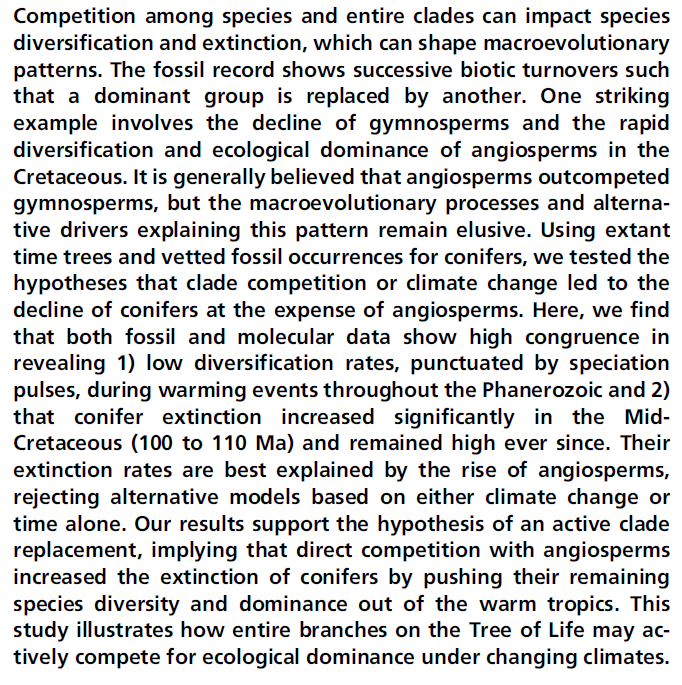 Competition among species and entire clades can impact species
diversification and extinction, which can shape macroevolutionary
patterns. The fossil record shows successive biotic turnovers such
that a dominant group is replaced by another. One striking
example involves the decline of gymnosperms and the rapid
diversification and ecological dominance of angiosperms in the
Cretaceous. It is generally believed that angiosperms outcompeted
gymnosperms, but the macroevolutionary processes and alterna-
tive drivers explaining this pattern remain elusive. Using extant
time trees and vetted fossil occurrences for conifers, we tested the
hypotheses that clade competition or climate change led to the
decline of conifers at the expense of angiosperms. Here, we find
that both fossil and molecular data show high congruence in
revealing 1) low diversification rates, punctuated by speciation
pulses, during warming events throughout the Phanerozoic and 2)
that conifer extinction increased significantly in the Mid-
Cretaceous (100 to 110 Ma) and remained high ever since. Their
extinction rates are best explained by the rise of angiosperms,
rejecting alternative models based on either climate change or
time alone. Our results support the hypothesis of an active clade
replacement, implying that direct competition with angiosperms
increased the extinction of conifers by pushing their remaining
species diversity and dominance out of the warm tropics. This
study illustrates how entire branches on the Tree of Life may ac-
tively compete for ecological dominance under changing climates.